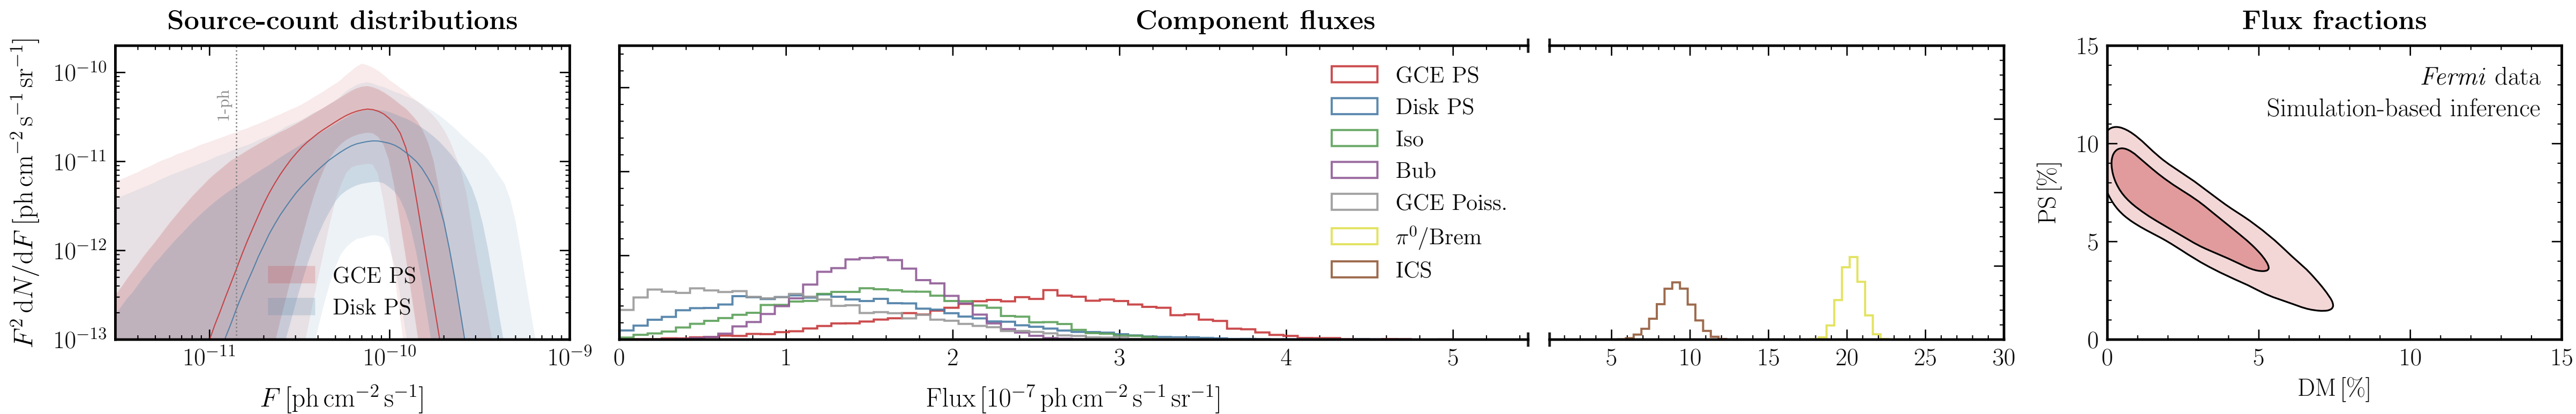 Source-count distributions
F² dN/dF [ph cm⁻² s⁻¹ sr⁻¹]
10⁻¹⁰
10⁻¹¹
10⁻¹²
10⁻¹³
1-ph
GCE PS
Disk PS
10⁻¹¹ 10⁻¹⁰ 10⁻⁹
F [ph cm⁻² s⁻¹]
Component fluxes
GCE PS
Disk PS
Iso
Bub
GCE Poiss.
π⁰/Brem
ICS
0 1 2 3 4 5
5 10 15 20 25 30
Flux [10⁻⁷ ph cm⁻² s⁻¹ sr⁻¹]
Flux fractions
Fermi data
Simulation-based inference
PS [%]
15
10
5
0
0 5 10 15
DM [%]